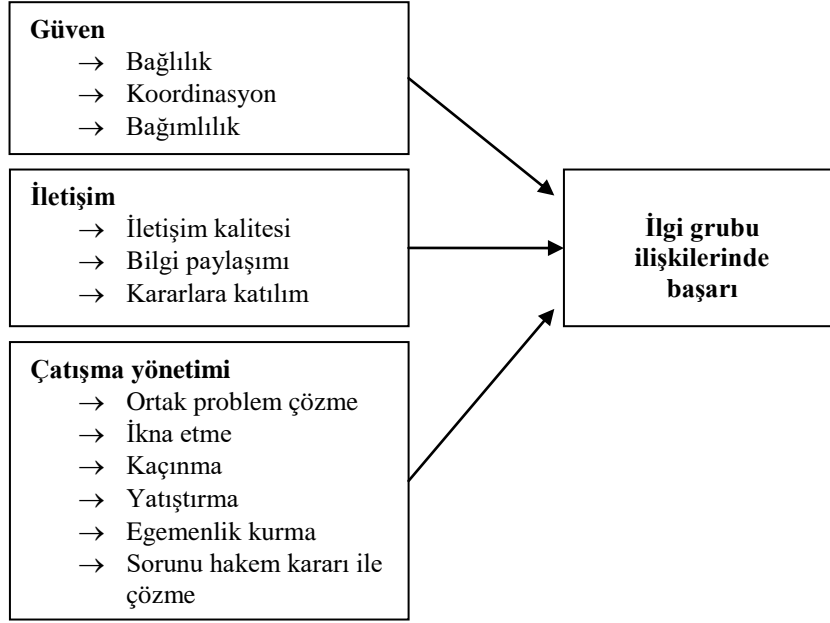 Güven
→ Bağlılık
→ Koordinasyon
→ Bağımlılık
İletişim
→ İletişim kalitesi
→ Bilgi paylaşımı
→ Kararlara katılım
Çatışma yönetimi
→ Ortak problem çözme
→ İkna etme
→ Kaçınma
→ Yatıştırma
→ Egemenlik kurma
→ Sorunu hakem kararı ile
çözme
İlgi grubu
ilişkilerinde
başarı